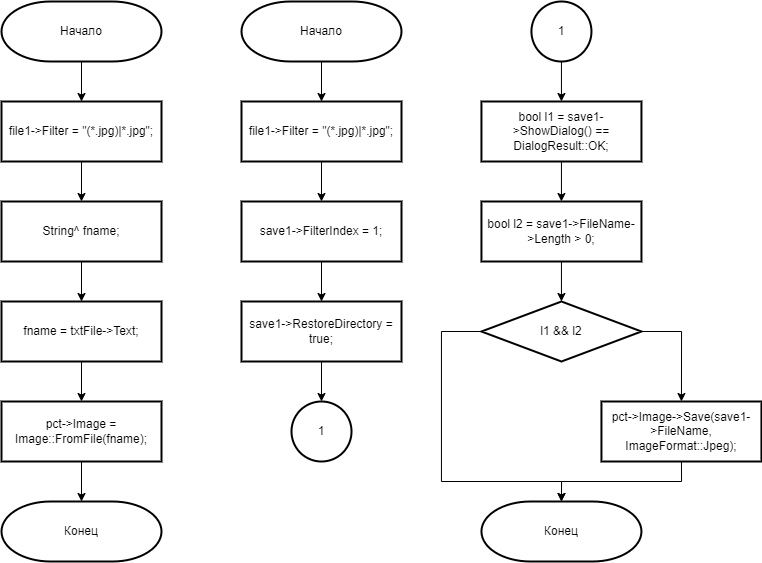 Начало
file1->Filter = "(*.jpg)|*.jpg";
String^ fname;
fname = txtFile->Text;
pct->Image =
Image::FromFile(fname);
Конец
Начало
file1->Filter = "(*.jpg)|*.jpg";
save1->FilterIndex = 1;
save1->RestoreDirectory =
true;
1
1
bool l1 = save1-
>ShowDialog() ==
DialogResult::OK;
bool l2 = save1->FileName-
>Length > 0;
l1 && l2
pct->Image->Save(save1-
>FileName,
ImageFormat::Jpeg);
Конец